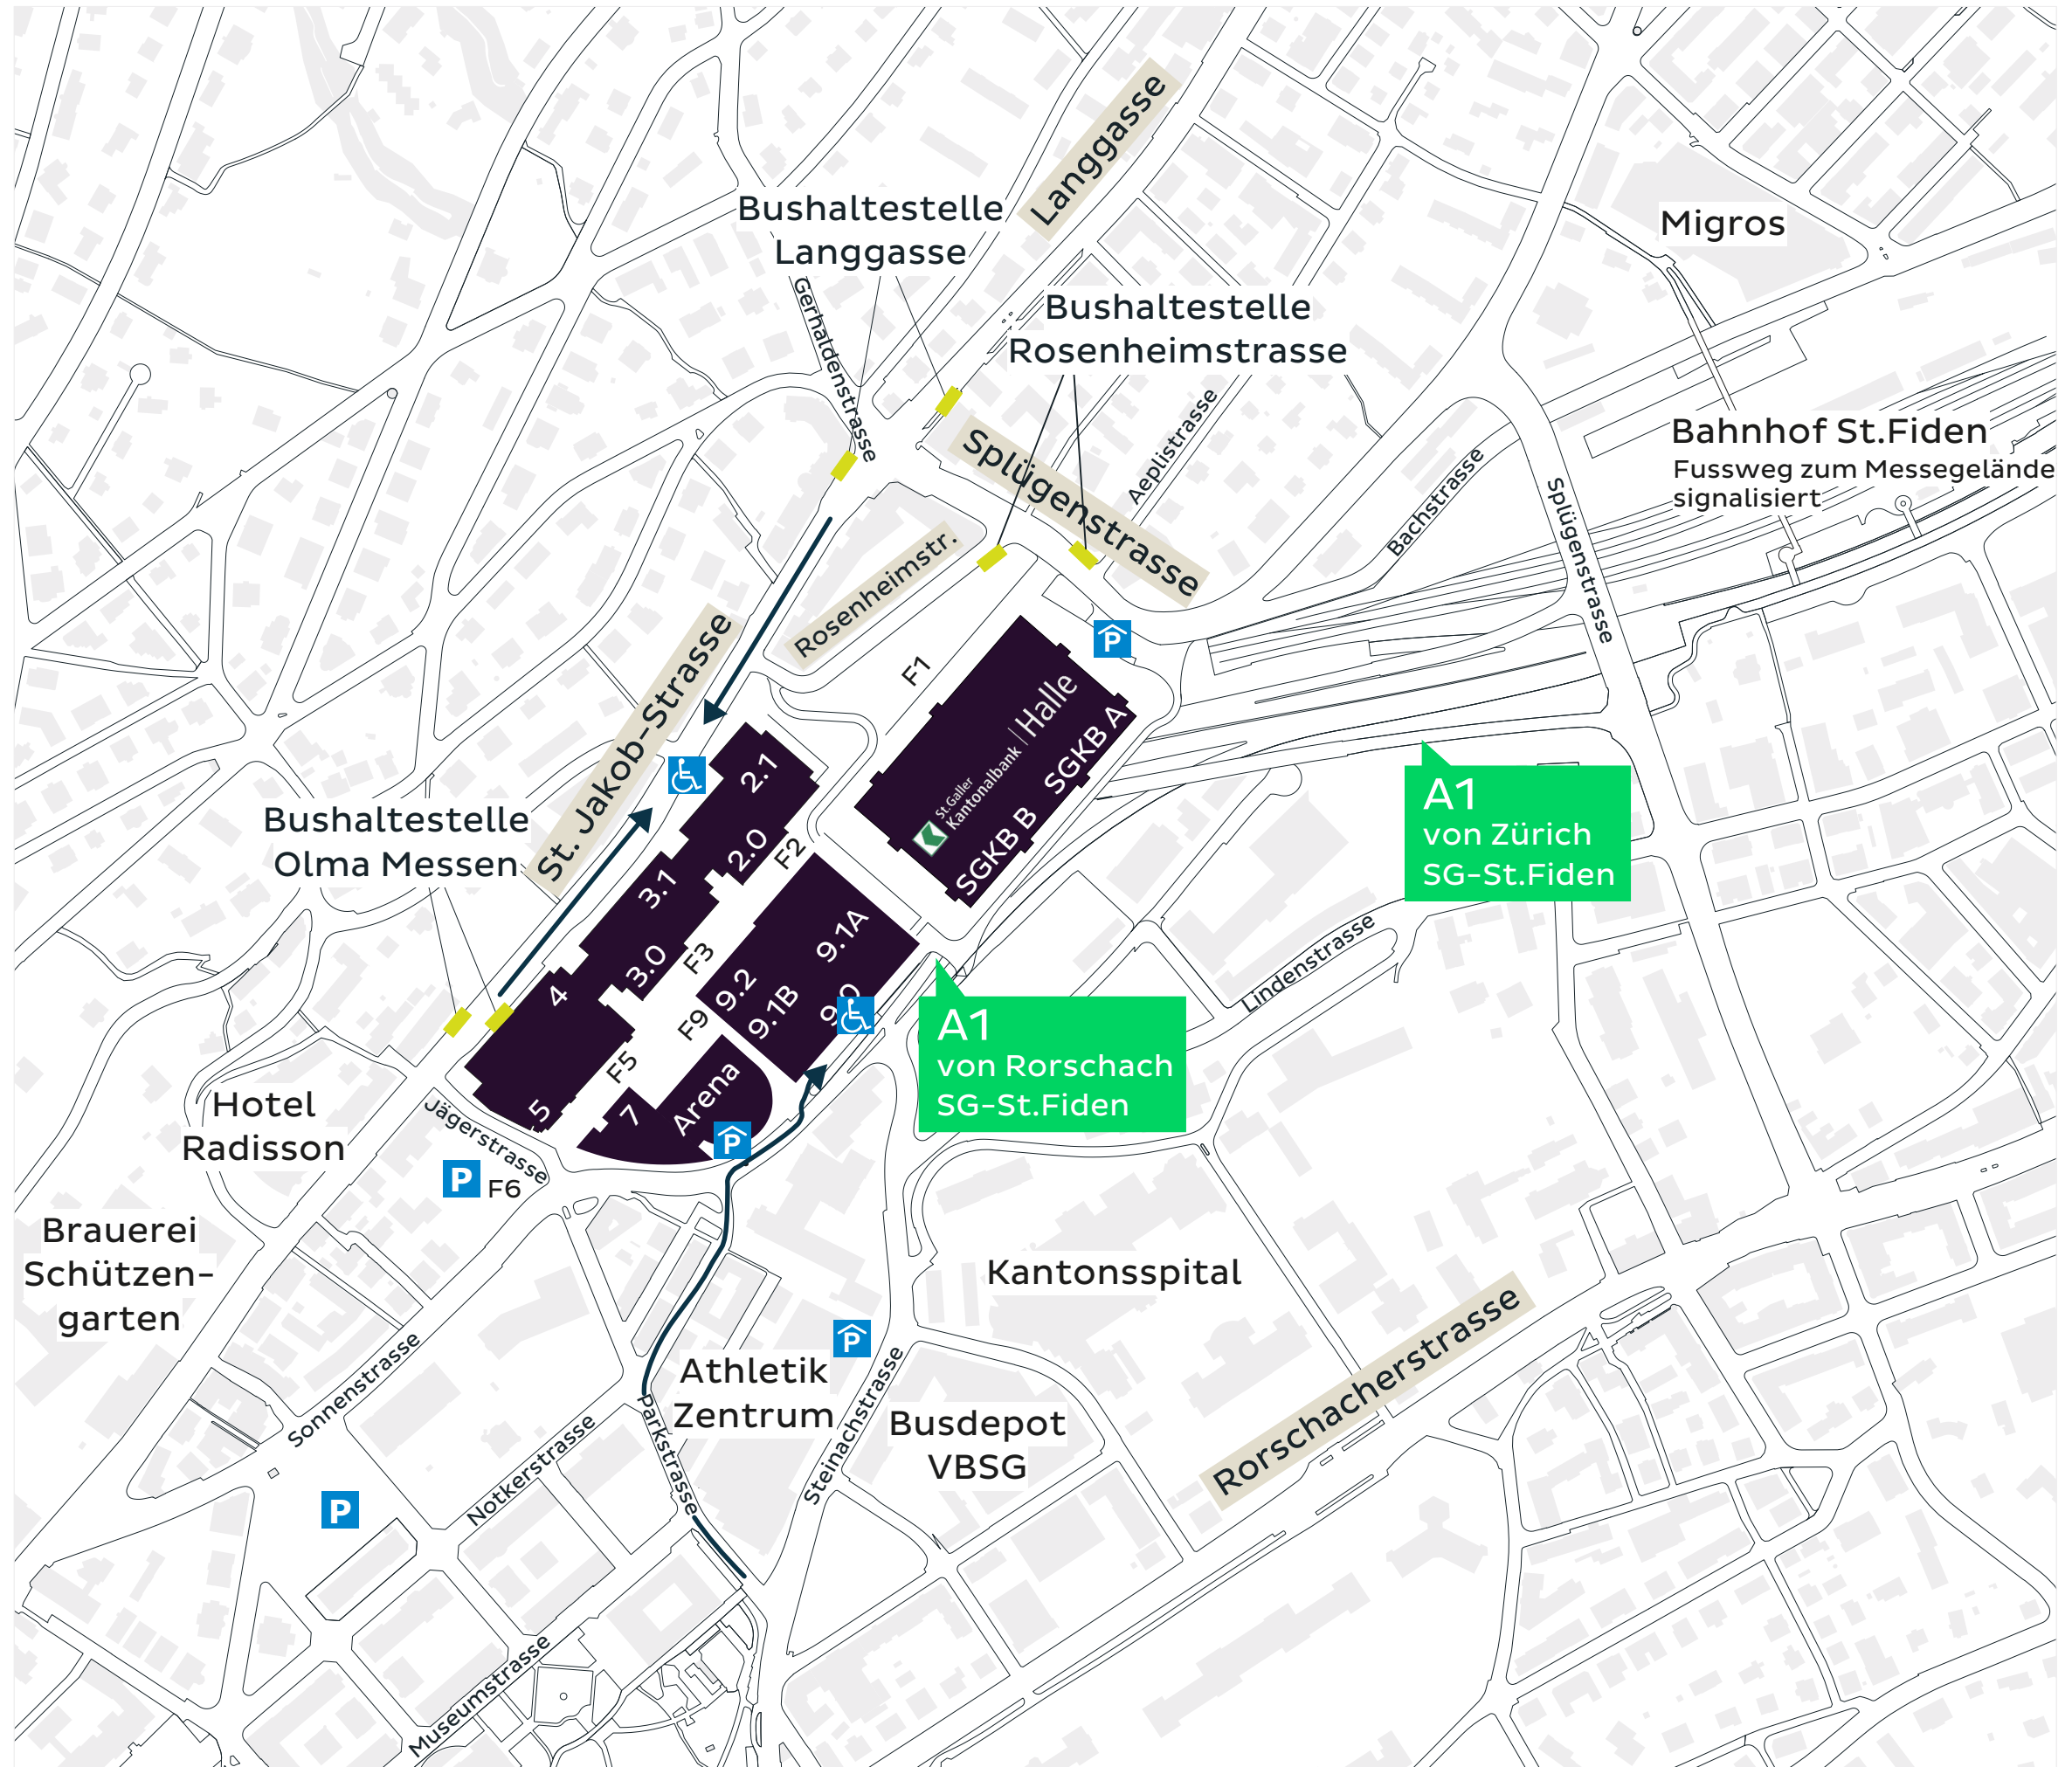 Langgasse
Bushaltestelle
Langgasse
Migros
Gerhaldenstrasse
Bushaltestelle
Rosenheimstrasse
Splügenstrasse
Aeplistrasse
Bachstrasse
Bahnhof St.Fiden
Fussweg zum Messegelände
signalisiert
Splügenstrasse
Rosenheimstr.
St. Jakob-Strasse
F1
P
St.Galler
Kantonalbank
Halle
SGKB A
SGKB B
2.1
2.0
F2
3.1
3.0
F3
4
5
F5
9.1A
9.2
9.1B
9.0
F9
7
Arena
P
A1
von Zürich
SG-St.Fiden
Bushaltestelle
Olma Messen
Lindenstrasse
A1
von Rorschach
SG-St.Fiden
Hotel
Radisson
Jägerstrasse
P
F6
Brauerei
Schützen-
garten
Kantonsspital
Rorschacherstrasse
P
Athletik
Zentrum
Steinachstrasse
Busdepot
VBSG
Sonnenstrasse
Parkstrasse
Notkerstrasse
P
Museumstrasse